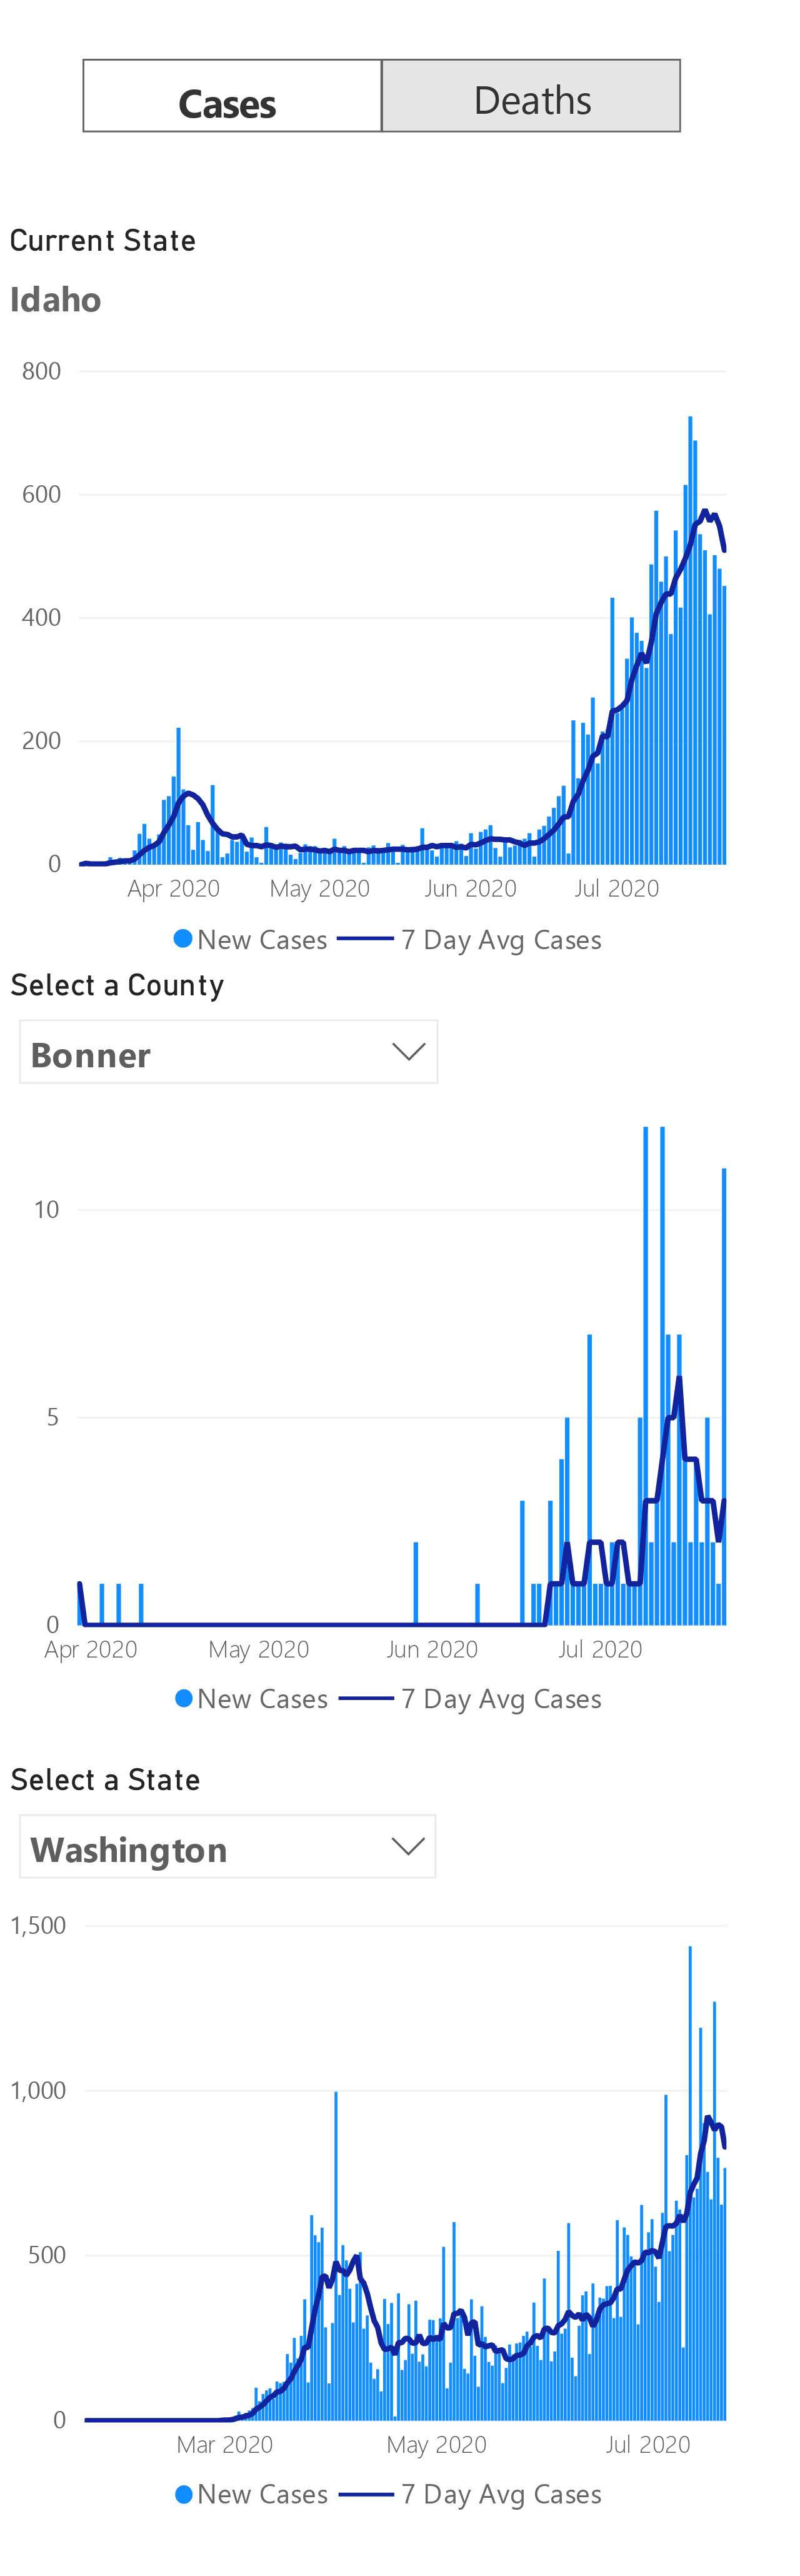 Cases Deaths
Current State
Idaho
800
600
400
200
0
Apr 2020 May 2020 Jun 2020 Jul 2020
New Cases 7 Day Avg Cases
Select a County
Bonner
10
5
0
Apr 2020 May 2020 Jun 2020 Jul 2020
New Cases 7 Day Avg Cases
Select a State
Washington
1,500
1,000
500
0
Mar 2020 May 2020 Jul 2020
New Cases 7 Day Avg Cases